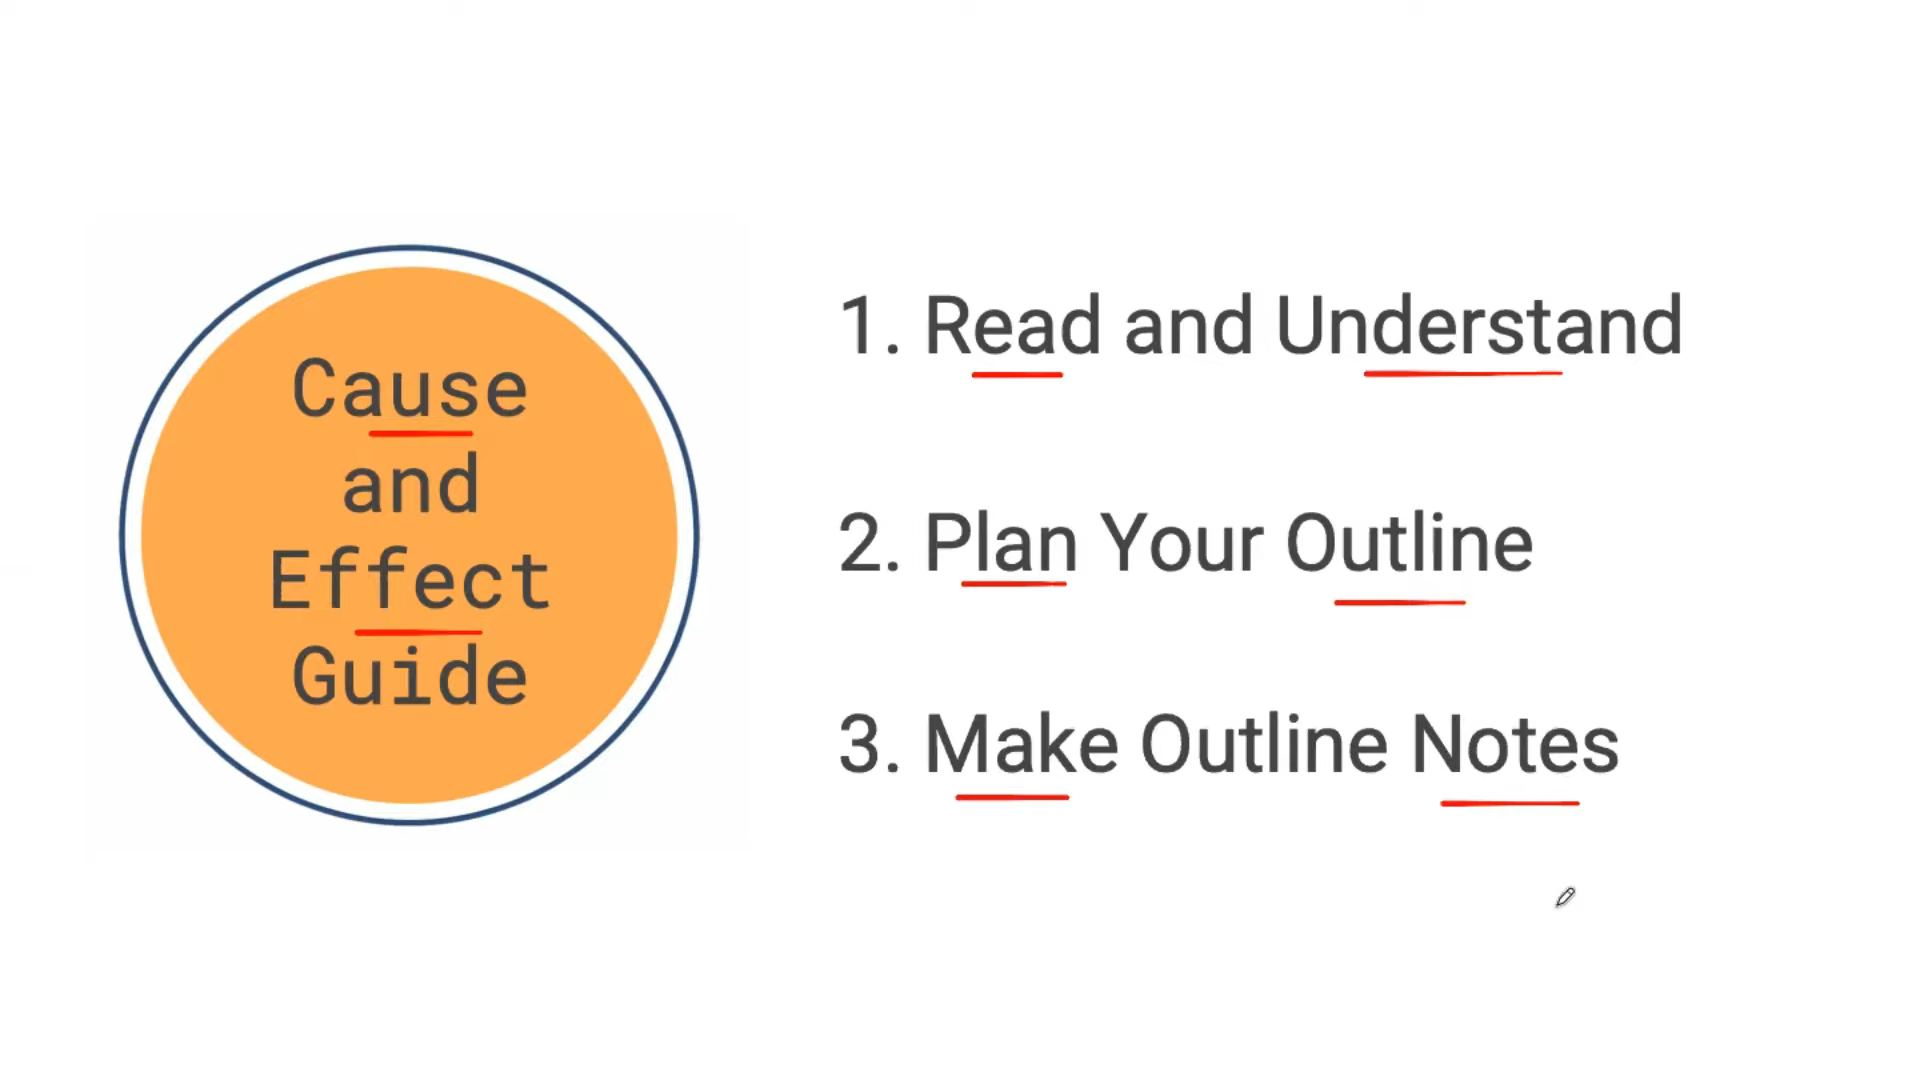 Cause
and
Effect
Guide
1. Read and Understand
2. Plan Your Outline
3. Make Outline Notes